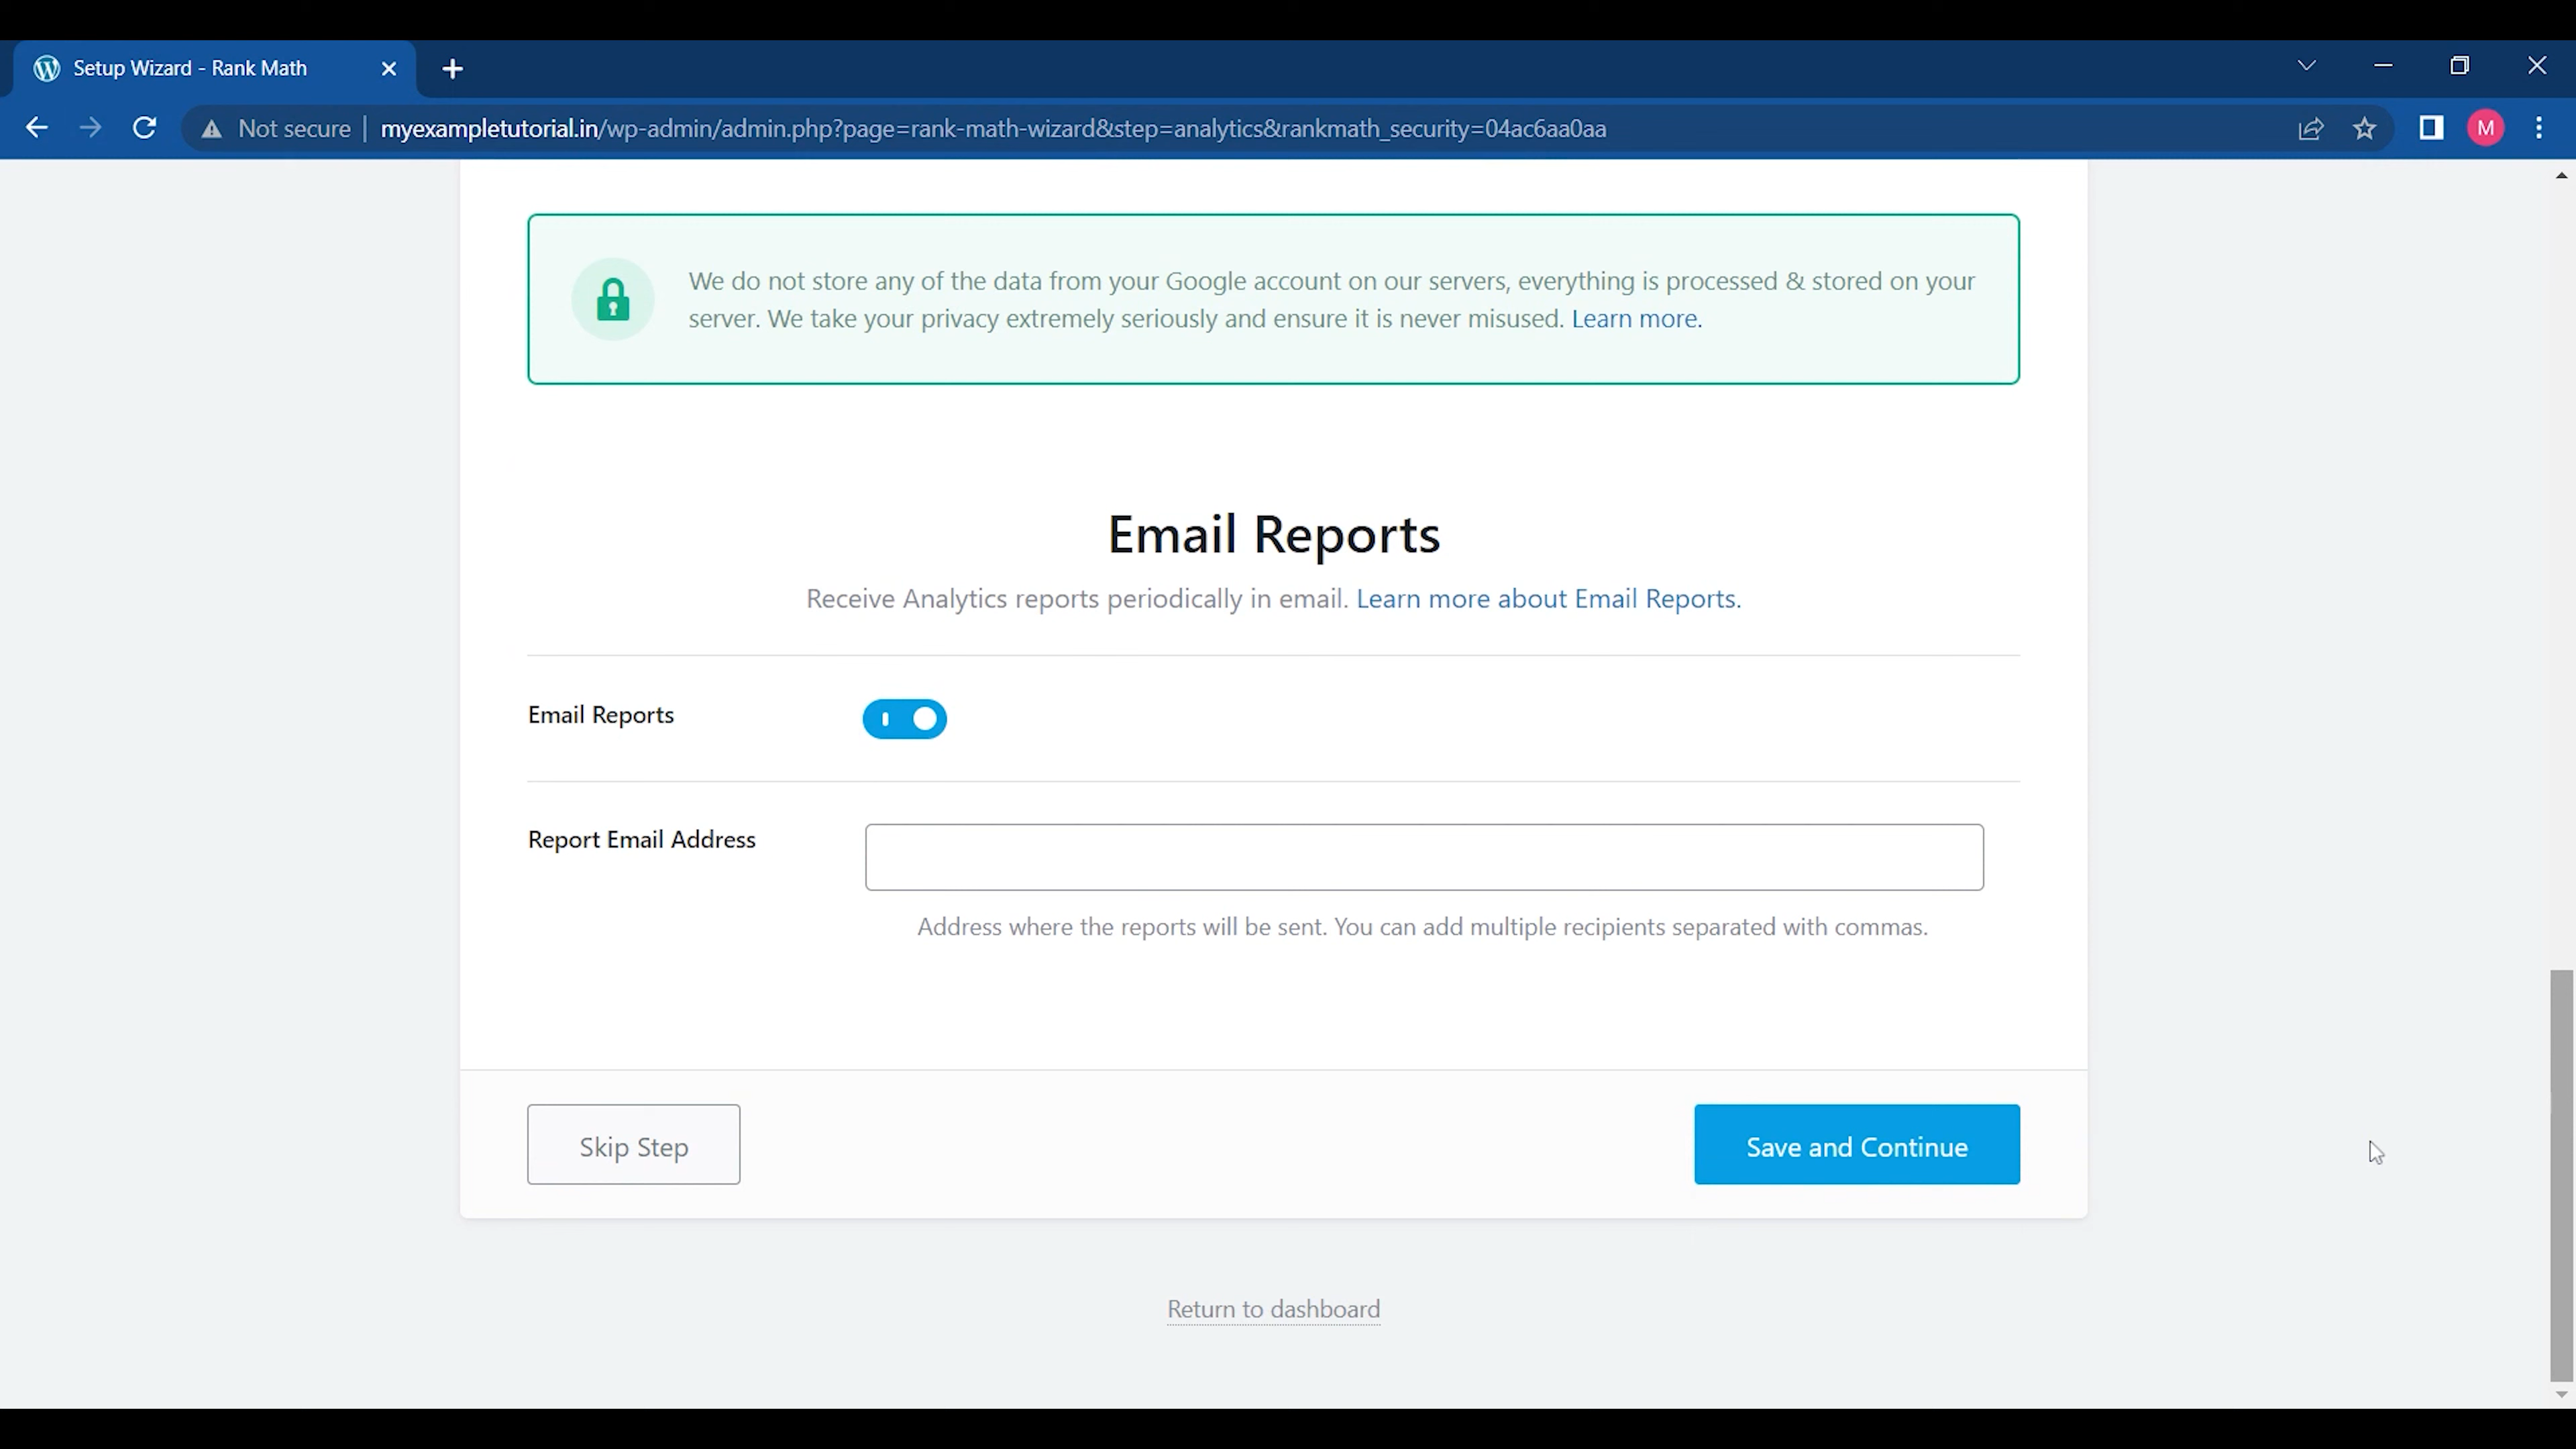 Setup Wizard - Rank Math
Not secure | myexampletutorial.in/wp-admin/admin.php?page=rank-math-wizard&step=analytics&rankmath_security=04ac6aa0aa
M
We do not store any of the data from your Google account on our servers, everything is processed & stored on your
server. We take your privacy extremely seriously and ensure it is never misused. Learn more.
Email Reports
Receive Analytics reports periodically in email. Learn more about Email Reports.
Email Reports
Report Email Address
Address where the reports will be sent. You can add multiple recipients separated with commas.
Skip Step
Save and Continue
Return to dashboard